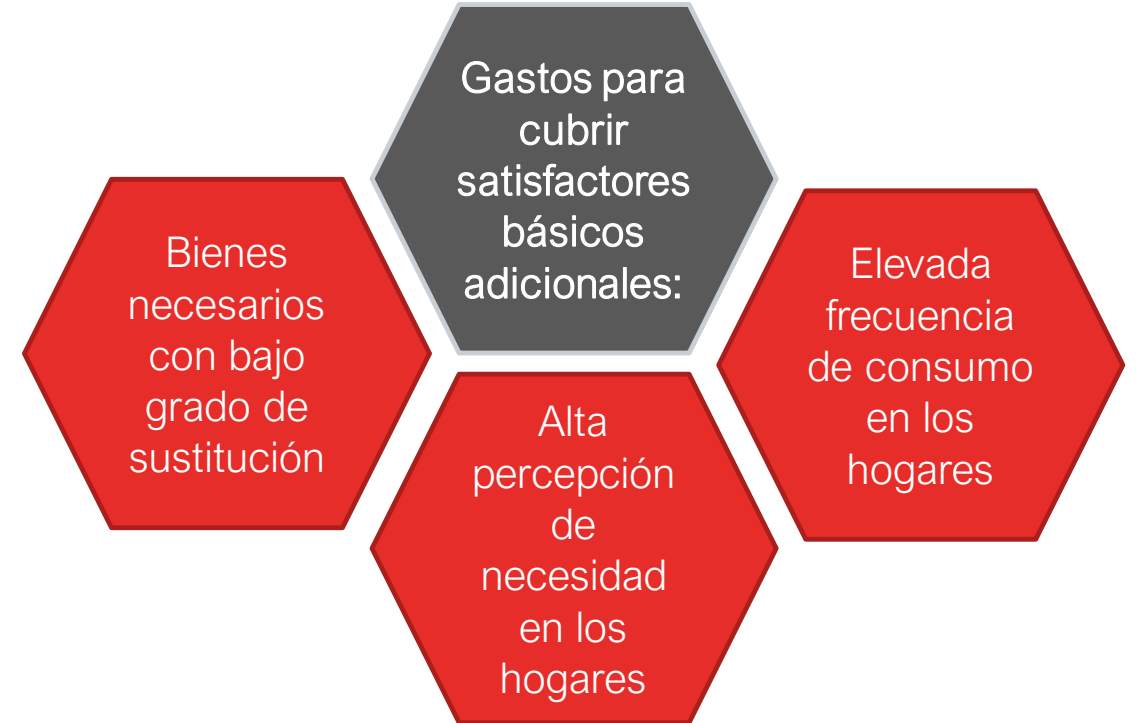 Gastos para
cubrir
satisfactores
básicos
adicionales:
Bienes
necesarios
con bajo
grado de
sustitución
Alta
percepción
de
necesidad
en los
hogares
Elevada
frecuencia
de consumo
en los
hogares